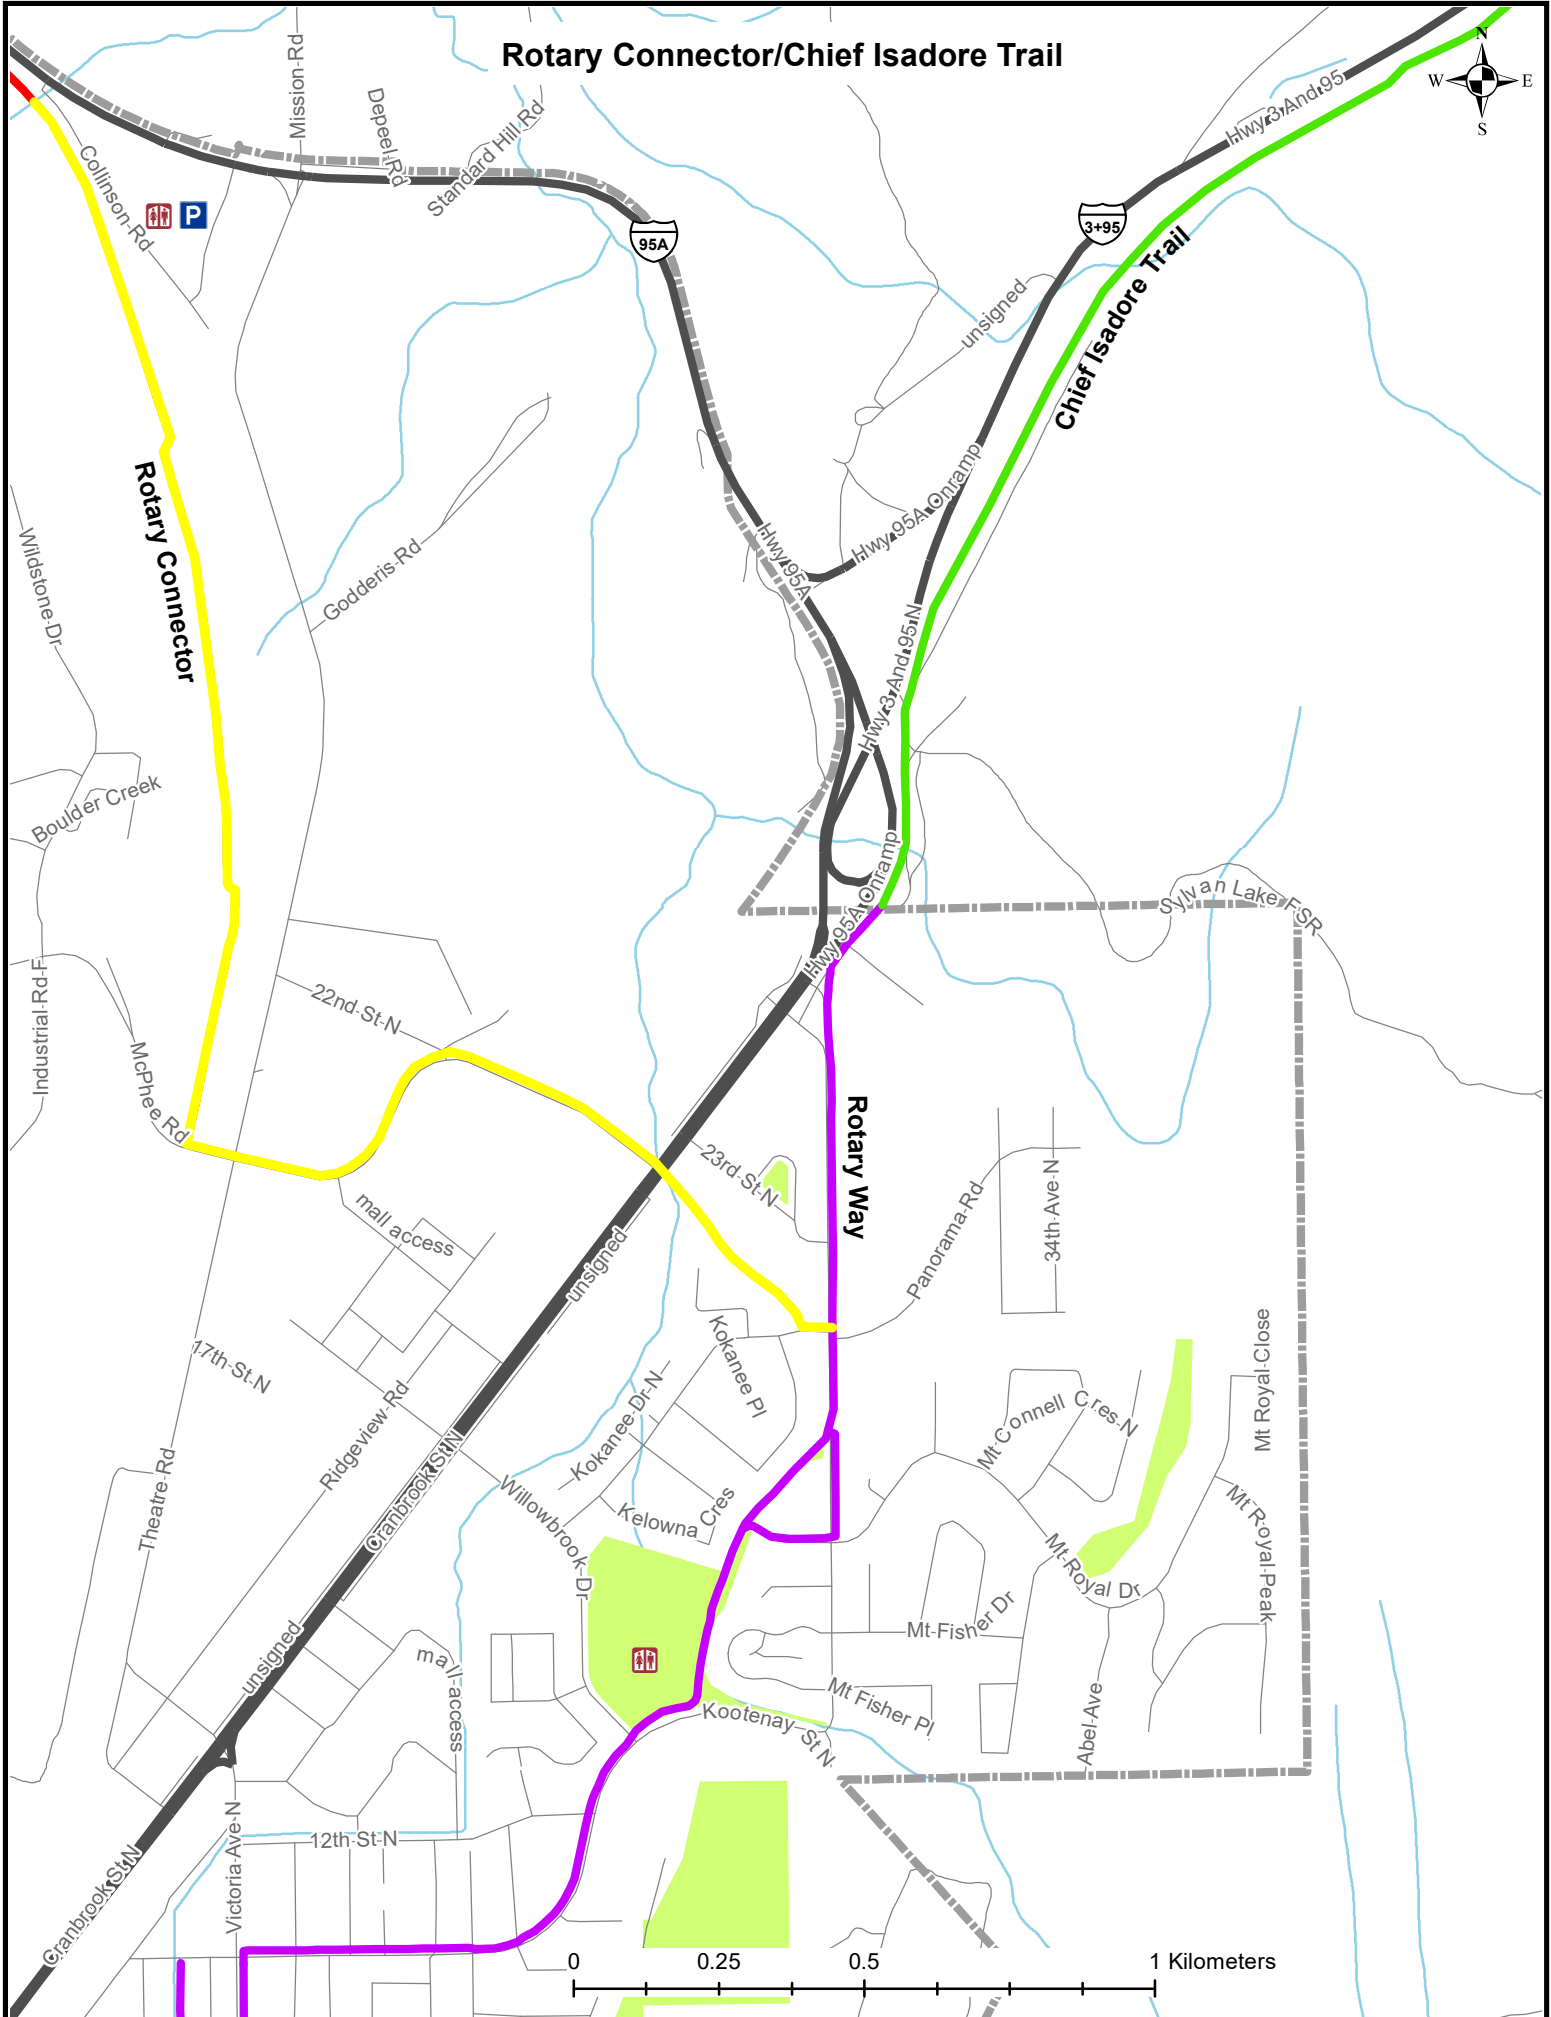 Rotary Connector/Chief Isadore Trail
N
W
E
S
Mission Rd
Depeel Rd
Standard Hill Rd
Collinson Rd
P
95A
3+95
Hwy 3 And 95
Chief Isadore Trail
unsigned
Rotary Connector
Wildstone Dr
Godderis Rd
Hwy 95A
Hwy 95A Onramp
Hwy 3 And 95 N
Boulder Creek
Hwy 95A Onramp
Sylvan Lake FSR
22nd St N
Industrial Rd F
McPhee Rd
Rotary Way
23rd St N
34th Ave N
Panorama Rd
mall access
unsigned
Kokanee Pl
17th St N
Ridgeview Rd
Kokanee Dr N
Mt Connell Cres N
Mt Royal Close
Theatre Rd
Cranbrook St N
Willowbrook Dr
Kelowna Cres
Mt Royal Dr
Mt Royal Peak
unsigned
mall access
Mt Fisher Dr
Mt Fisher Pl
Kootenay St N
Abel Ave
Victoria Ave N
12th St N
Cranbrook St N
0 0.25 0.5 1 Kilometers